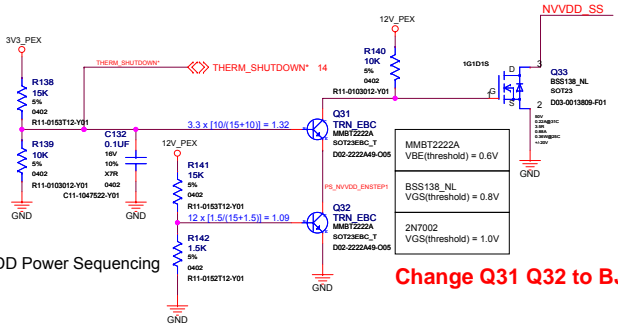 NVVDD_SS
3V3_PEX
12V_PEX
THERM_SHUTDOWN*
THERM_SHUTDOWN* 14
R138
15K
5%
0402
R11-0153T12-Y01
R140
10K
5%
0402
R11-0103012-Y01
1G1D1S
D
G
S
3
1
2
Q33
BSS138_NL
SOT23
D03-0013809-F01
50V
Q31
TRN_EBC
MMBT2222A
SOT23EBC_T
D02-2222A49-O05
3.3 x [10/(15+10)] = 1.32
R139
10K
5%
0402
R11-0103012-Y01
C132
0.1UF
16V
10%
X7R
0402
C11-1047522-Y01
GND
GND
12V_PEX
R141
15K
5%
0402
R11-0153T12-Y01
PS_NVVDD_ENSTEP1
12 x [1.5/(15+1.5)] = 1.09
Q32
TRN_EBC
MMBT2222A
SOT23EBC_T
D02-2222A49-O05
MMBT2222A
VBE(threshold) = 0.6V
BSS138_NL
VGS(threshold) = 0.8V
2N7002
VGS(threshold) = 1.0V
GND
R142
1.5K
5%
0402
R11-0152T12-Y01
DD Power Sequencing
GND
GND
Change Q31 Q32 to BJ